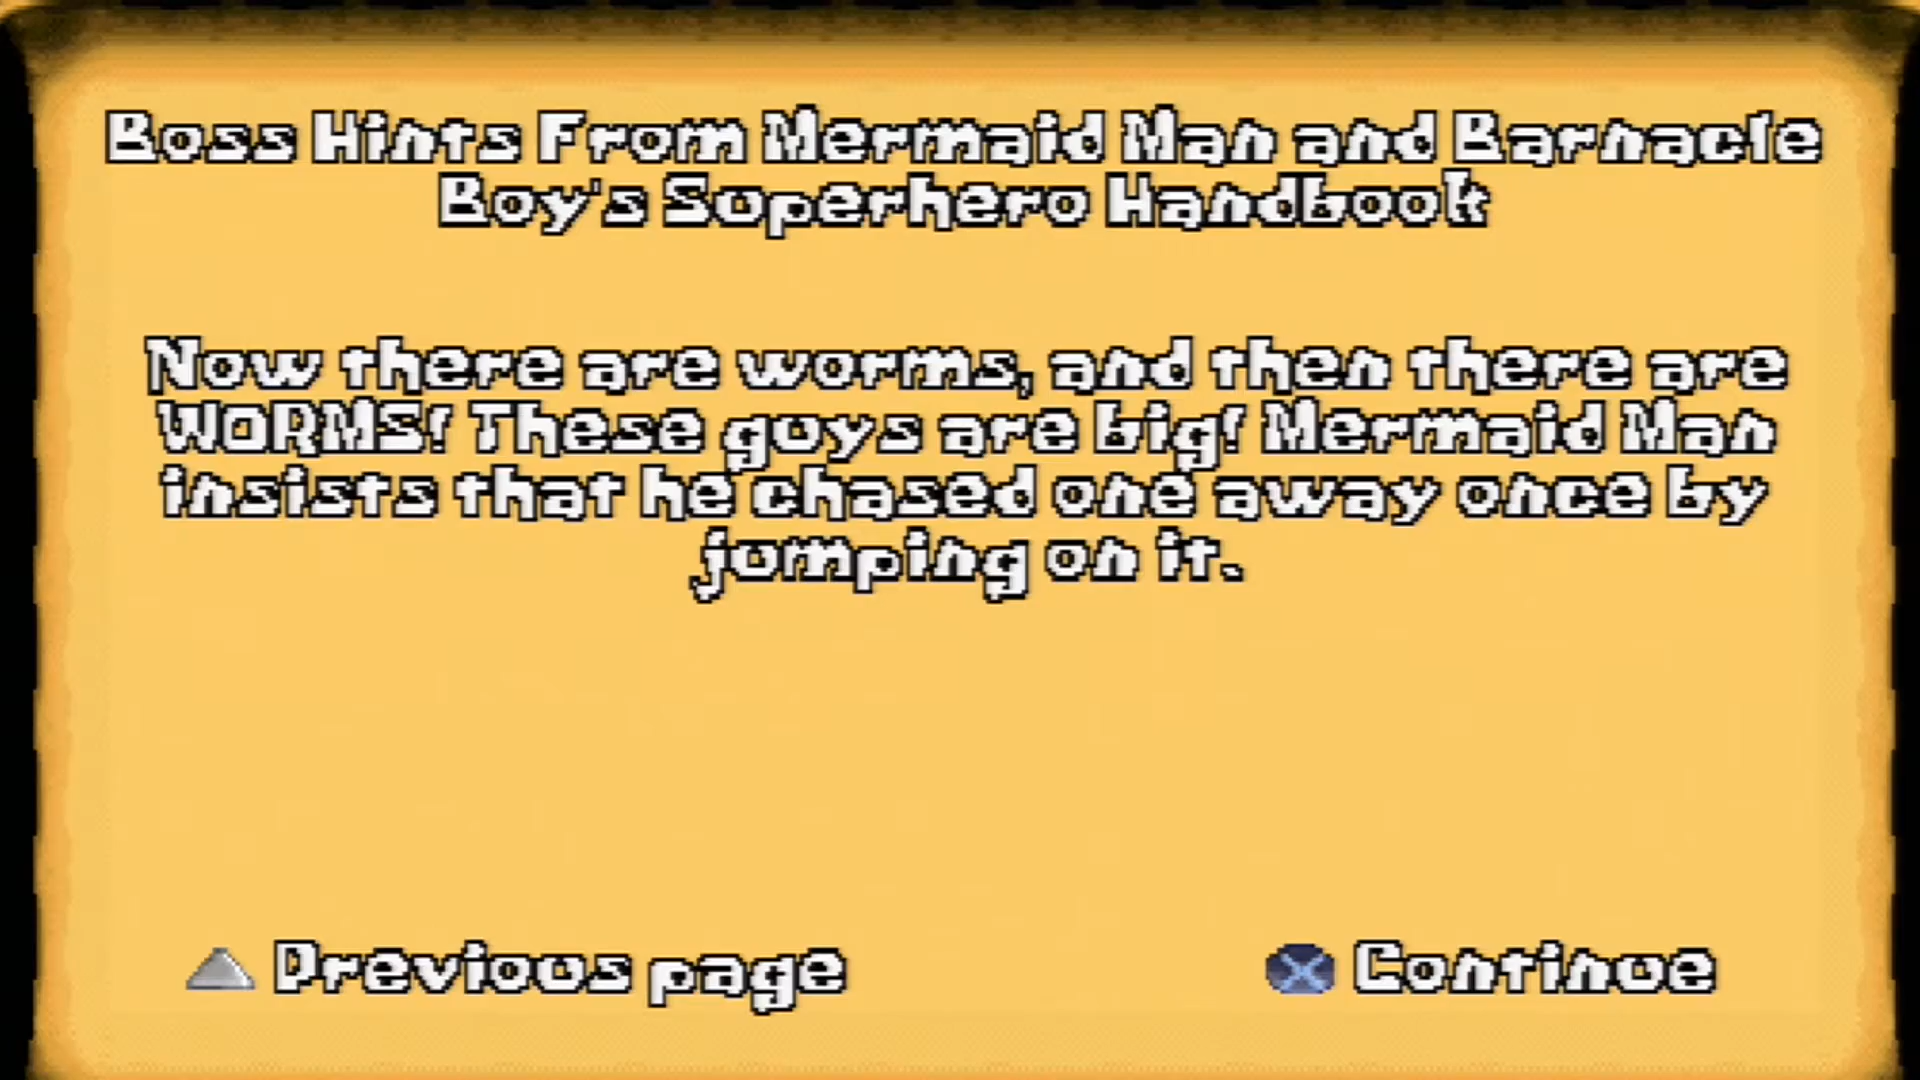 Boss Hints From Mermaid Man and Barnacle
Boy's Superhero Handbook
Now there are worms, and then there are
WORMS! These guys are big! Mermaid Man
insists that he chased one away once by
jumping on it.
Previous page
Continue